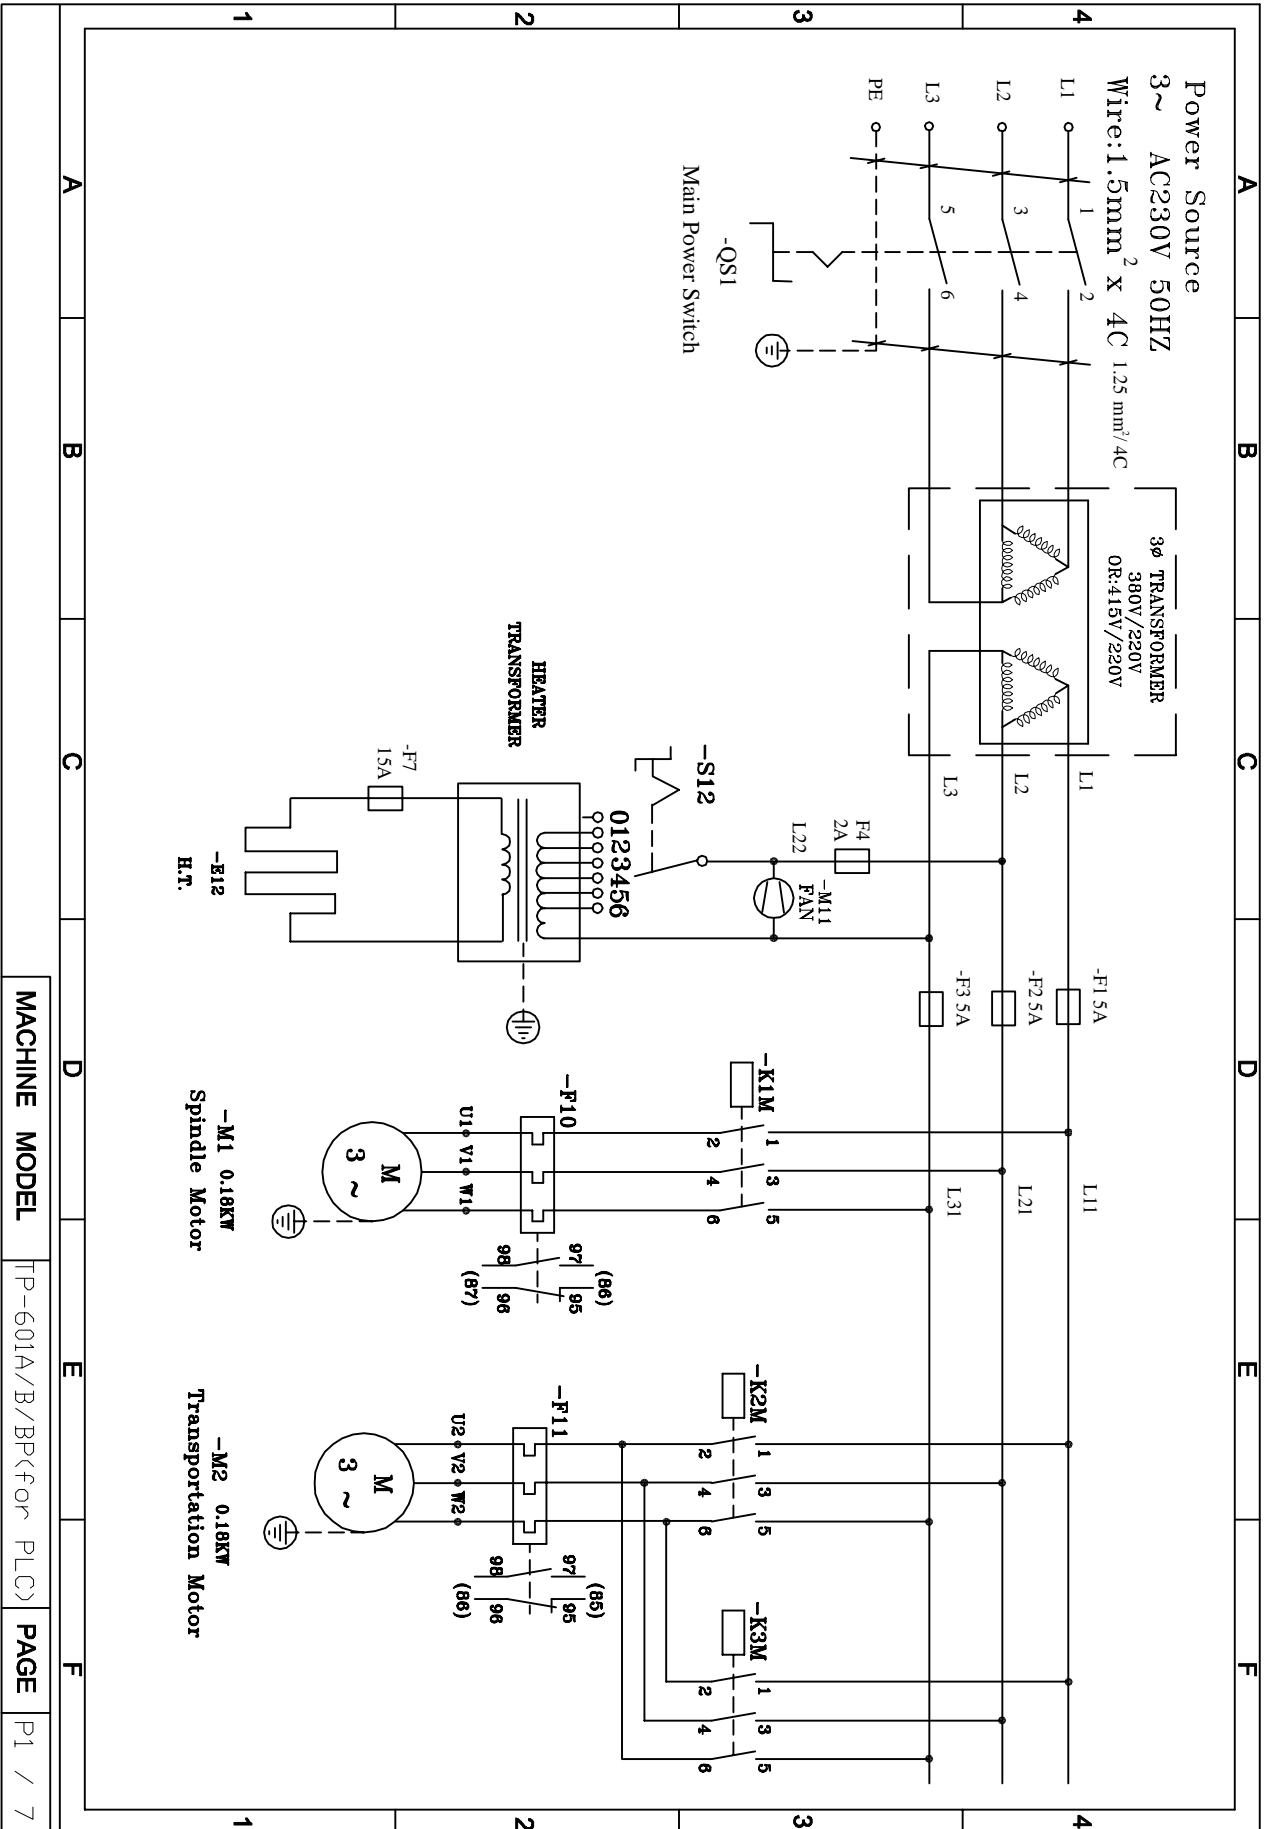 A
B
C
D
E
F
4
3
2
1
Power Source
3~ AC230V 50HZ
Wire:1.5mm² x 4C 1.25 mm²/4C
L1
L2
L3
PE
1
2
3
4
5
6
-QS1
Main Power Switch
3ø TRANSFORMER
380V/220V
OR:415V/220V
L1
L2
L3
-F1 5A
-F2 5A
-F3 5A
L11
L21
L31
F4
2A
L22
-M11
FAN
-S12
0123456
HEATER
TRANSFORMER
-F7
15A
-E12
H.T.
-K1M
1
3
5
2
4
6
-F10
U1
V1
W1
97
95
(86)
98
96
(87)
M
3 ~
-M1 0.18KW
Spindle Motor
-K2M
1
3
5
2
4
6
-F11
U2
V2
W2
97
95
(85)
98
96
(86)
M
3 ~
-M2 0.18KW
Transportation Motor
-K3M
1
3
5
2
4
6
4
3
2
1
A
B
C
D
E
F
MACHINE MODEL TP-601A/B/BP(for PLC) PAGE P1 / 7